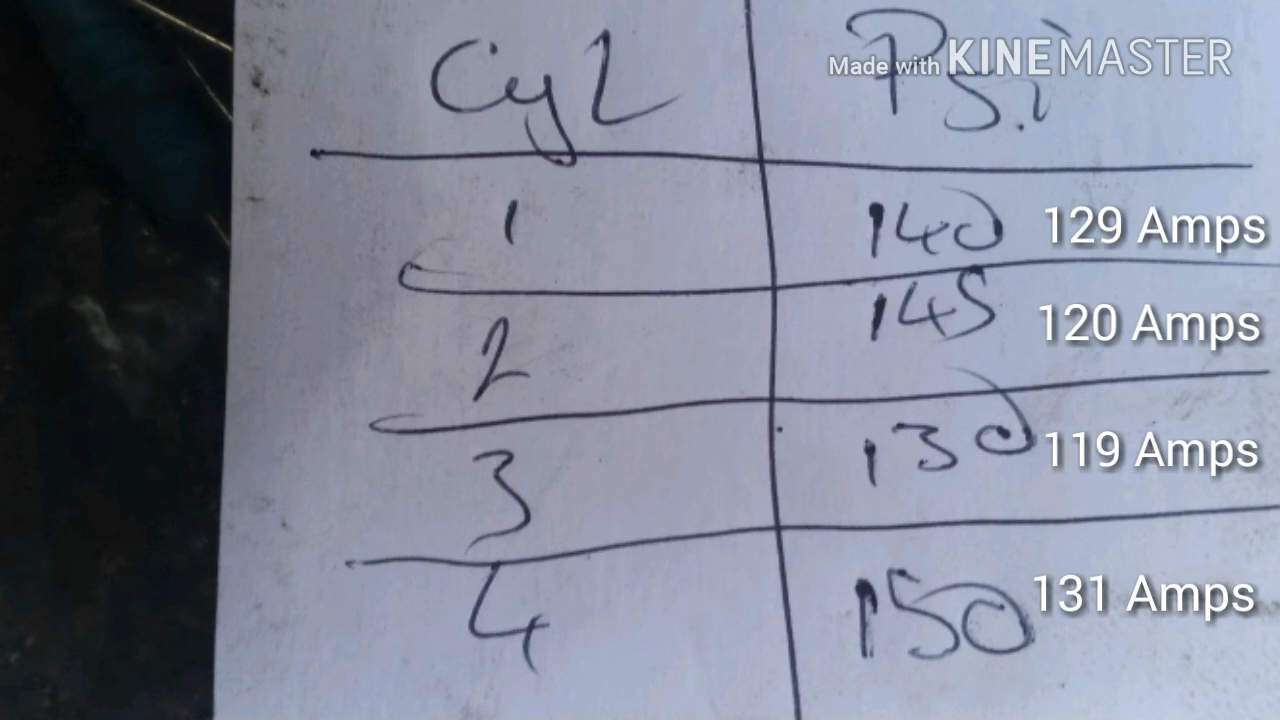 Cyl Psi
Made with KINEMASTER
1 140 129 Amps
2 145 120 Amps
3 130 119 Amps
4 150 131 Amps